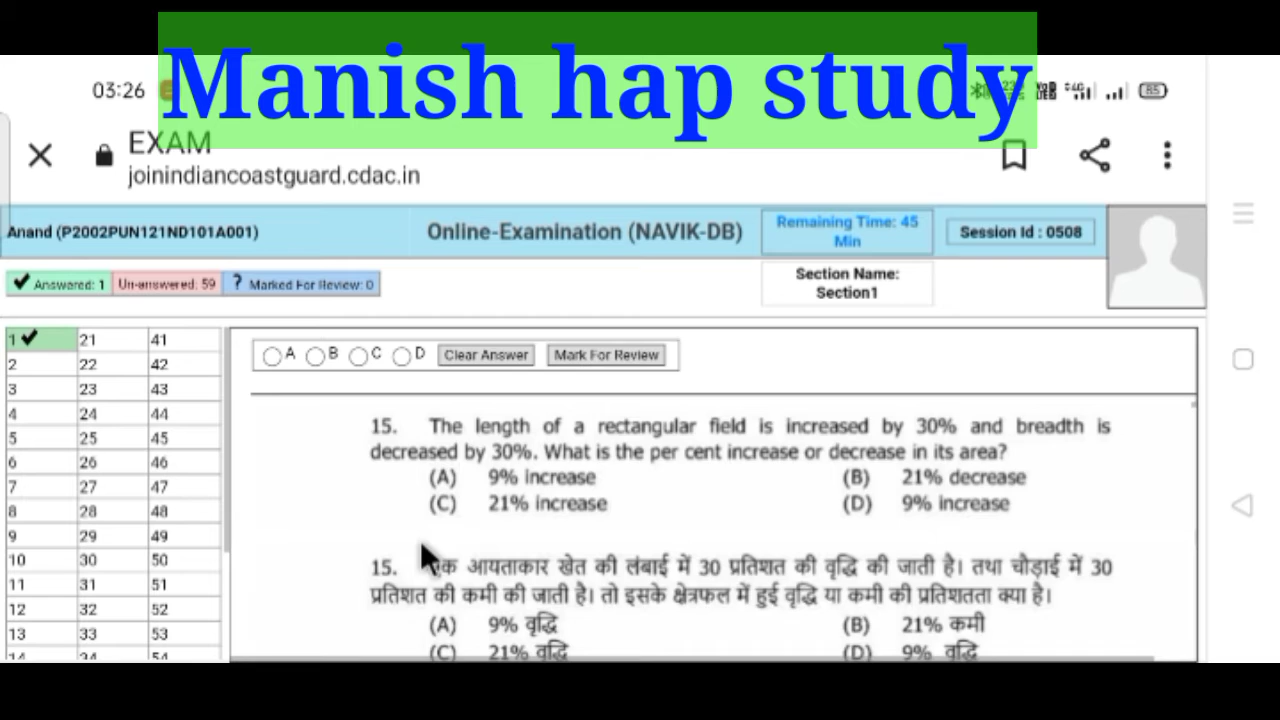 Manish hap study
03:26
85
EXAM
joinindiancoastguard.cdac.in
Anand (P2002PUN121ND101A001)
Online-Examination (NAVIK-DB)
Remaining Time: 45
Min
Session Id : 0508
Answered: 1
Un-answered: 59
? Marked For Review: 0
Section Name:
Section1
1 21 41
2 22 42
3 23 43
4 24 44
5 25 45
6 26 46
7 27 47
8 28 48
9 29 49
10 30 50
11 31 51
12 32 52
13 33 53
14 34 54
A B C D Clear Answer Mark For Review
15. The length of a rectangular field is increased by 30% and breadth is
decreased by 30%. What is the per cent increase or decrease in its area?
(A) 9% increase (B) 21% decrease
(C) 21% increase (D) 9% increase
15. एक आयताकार खेत की लंबाई में 30 प्रतिशत की वृद्धि की जाती है। तथा चौड़ाई में 30
प्रतिशत की कमी की जाती है। तो इसके क्षेत्रफल में हुई वृद्धि या कमी की प्रतिशतता क्या है।
(A) 9% वृद्धि (B) 21% कमी
(C) 21% वृद्धि (D) 9% वृद्धि